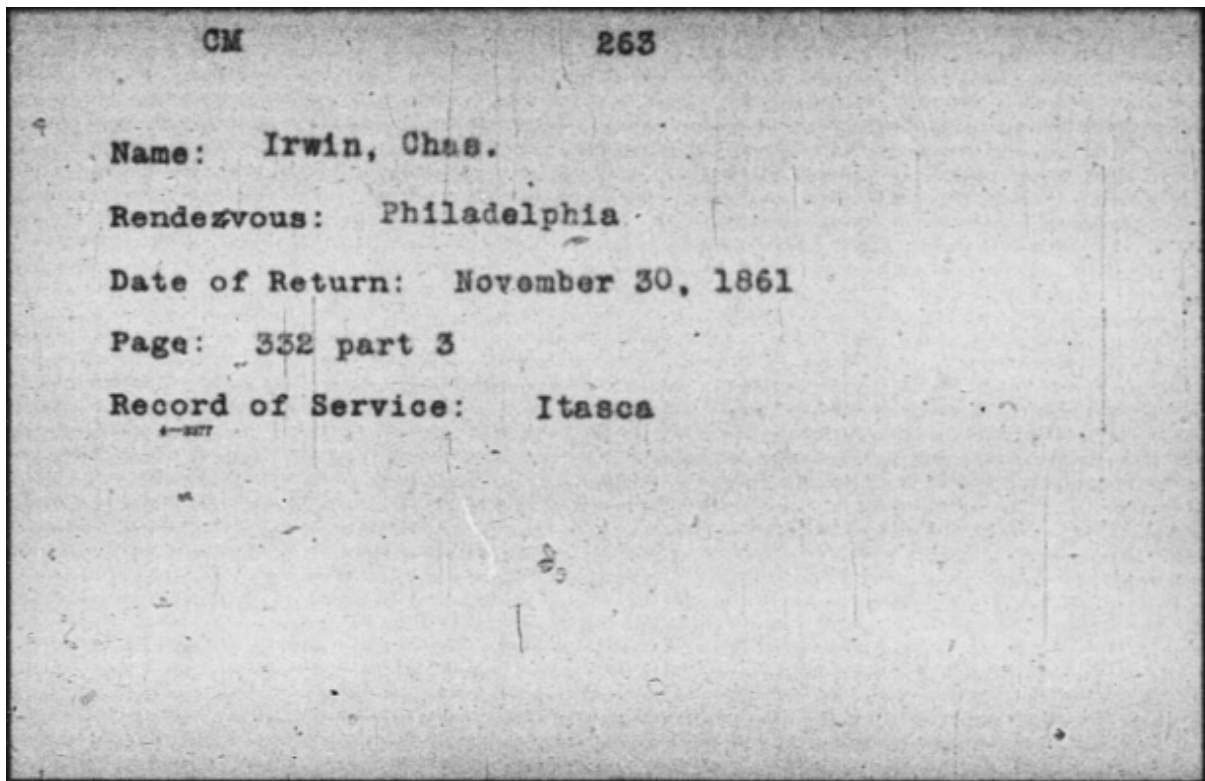 CM 263
Name: Irwin, Chas.
Rendezvous: Philadelphia
Date of Return: November 30, 1861
Page: 332 part 3
Record of Service: Itasca